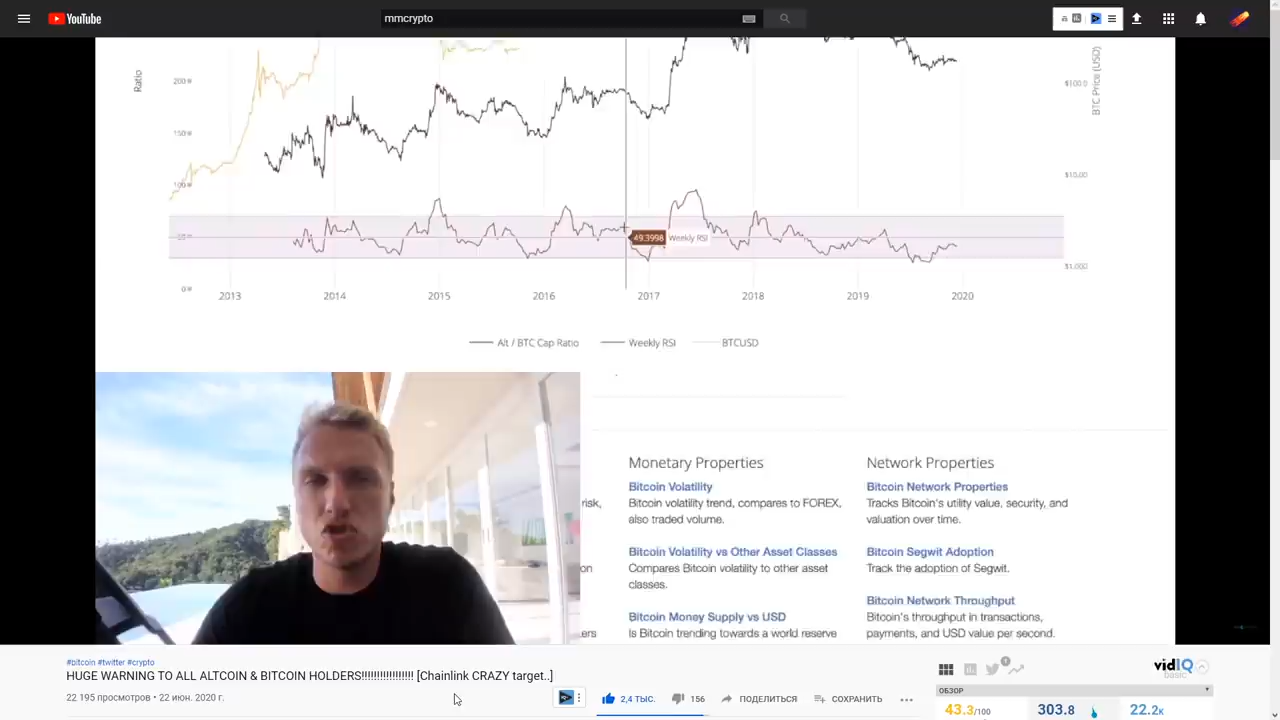 YouTube
mmcrypto
Ratio
BTC Price (USD)
$100.0
$10.00
$1,000
49.3998
Weekly RSI
2013
2014
2015
2016
2017
2018
2019
2020
Alt / BTC Cap Ratio
Weekly RSI
BTCUSD
Monetary Properties
Network Properties
Bitcoin Volatility
Bitcoin Network Properties
risk,
Bitcoin volatility trend, compares to FOREX,
Tracks Bitcoin's utility value, security, and
also traded volume.
valuation over time.
Bitcoin Volatility vs Other Asset Classes
Bitcoin Segwit Adoption
on
Compares Bitcoin volatility to other asset
Track the adoption of Segwit.
classes.
Bitcoin Network Throughput
Bitcoin Money Supply vs USD
Bitcoin's throughput in transactions,
Is Bitcoin trending towards a world reserve
payments, and USD value per second.
#bitcoin #twitter #crypto
HUGE WARNING TO ALL ALTCOIN & BITCOIN HOLDERS!!!!!!!!!!!!!!!!! [Chainlink CRAZY target..]
22 195 просмотров • 22 июн. 2020 г.
2,4 ТЫС.
156
ПОДЕЛИТЬСЯ
СОХРАНИТЬ
vidIQ
basic
ОБЗОР
43.3/100
303.8
22.2k